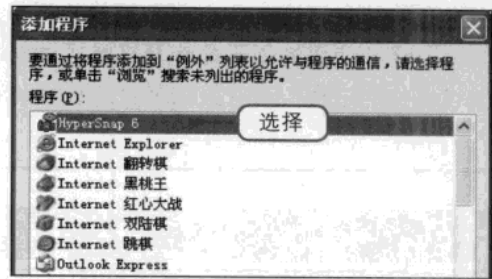 添加程序
要通过将程序添加到“例外”列表以允许与程序的通信，请选择程
序，或单击“浏览”搜索未列出的程序。
程序(P):
HyperSnap 6
选择
Internet Explorer
Internet 翻转棋
Internet 黑桃王
Internet 红心大战
Internet 双陆棋
Internet 跳棋
Outlook Express